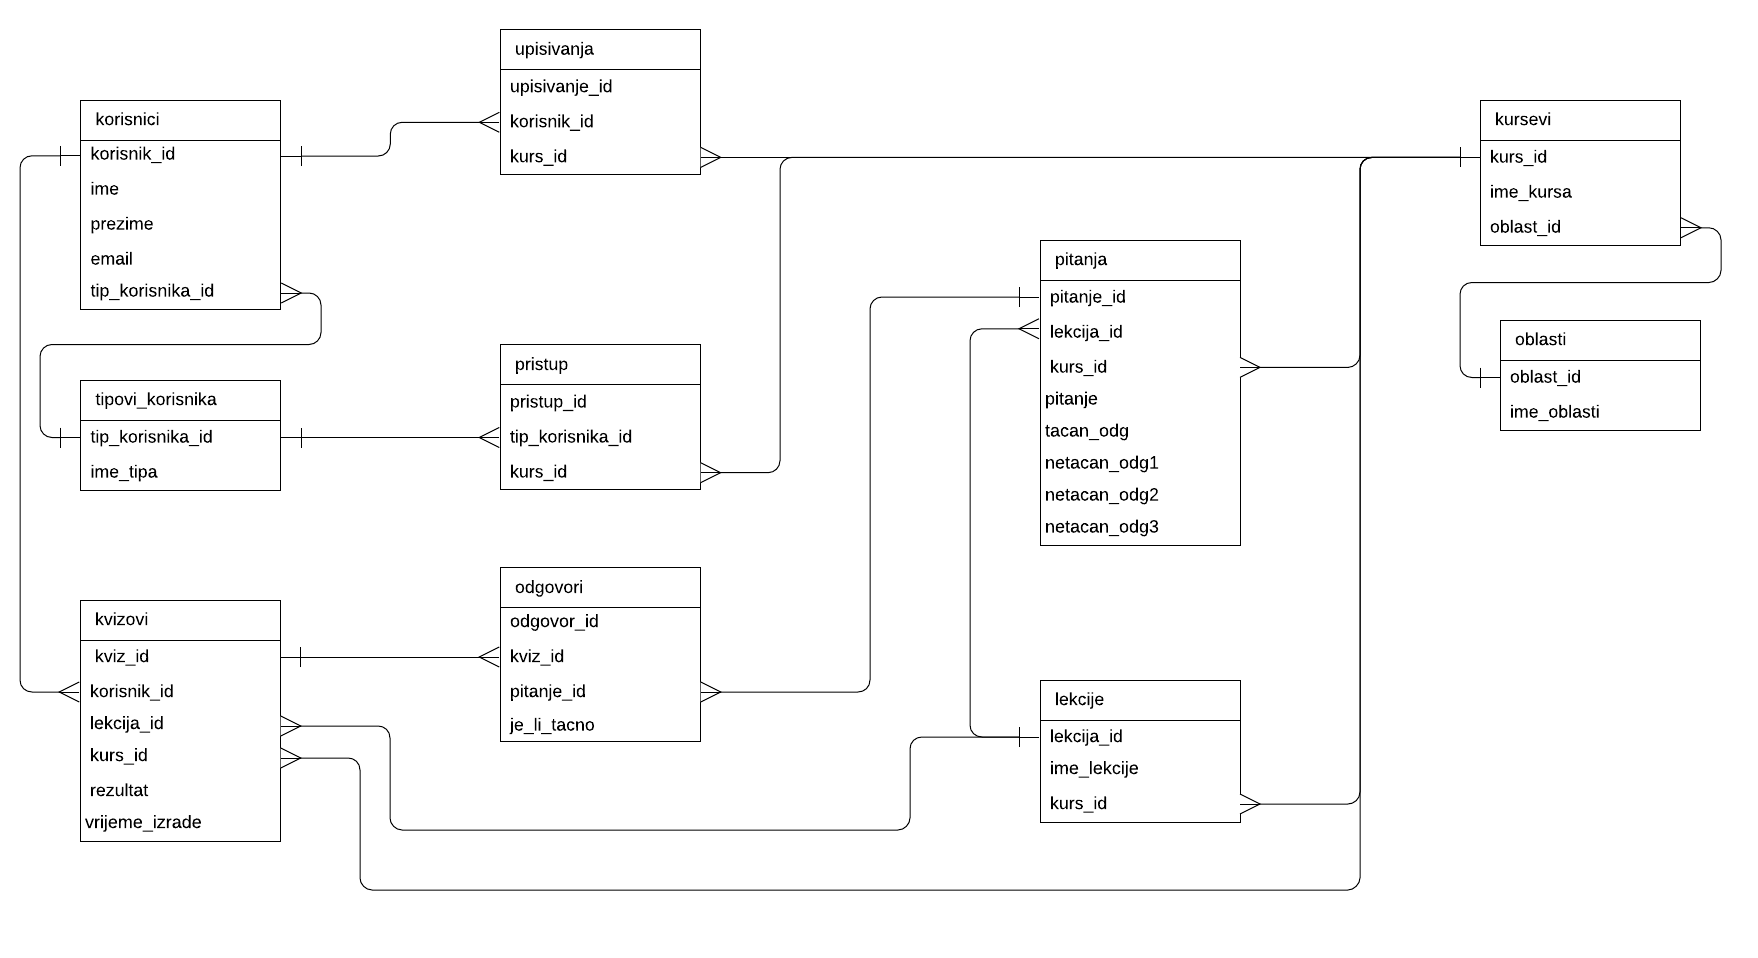 upisivanja
upisivanje_id
korisnik_id
kurs_id
korisnici
korisnik_id
ime
prezime
email
tip_korisnika_id
kursevi
kurs_id
ime_kursa
oblast_id
pitanja
pitanje_id
lekcija_id
kurs_id
pitanje
tacan_odg
netacan_odg1
netacan_odg2
netacan_odg3
oblasti
oblast_id
ime_oblasti
pristup
pristup_id
tip_korisnika_id
kurs_id
tipovi_korisnika
tip_korisnika_id
ime_tipa
odgovori
odgovor_id
kviz_id
pitanje_id
je_li_tacno
kvizovi
kviz_id
korisnik_id
lekcija_id
kurs_id
rezultat
vrijeme_izrade
lekcije
lekcija_id
ime_lekcije
kurs_id